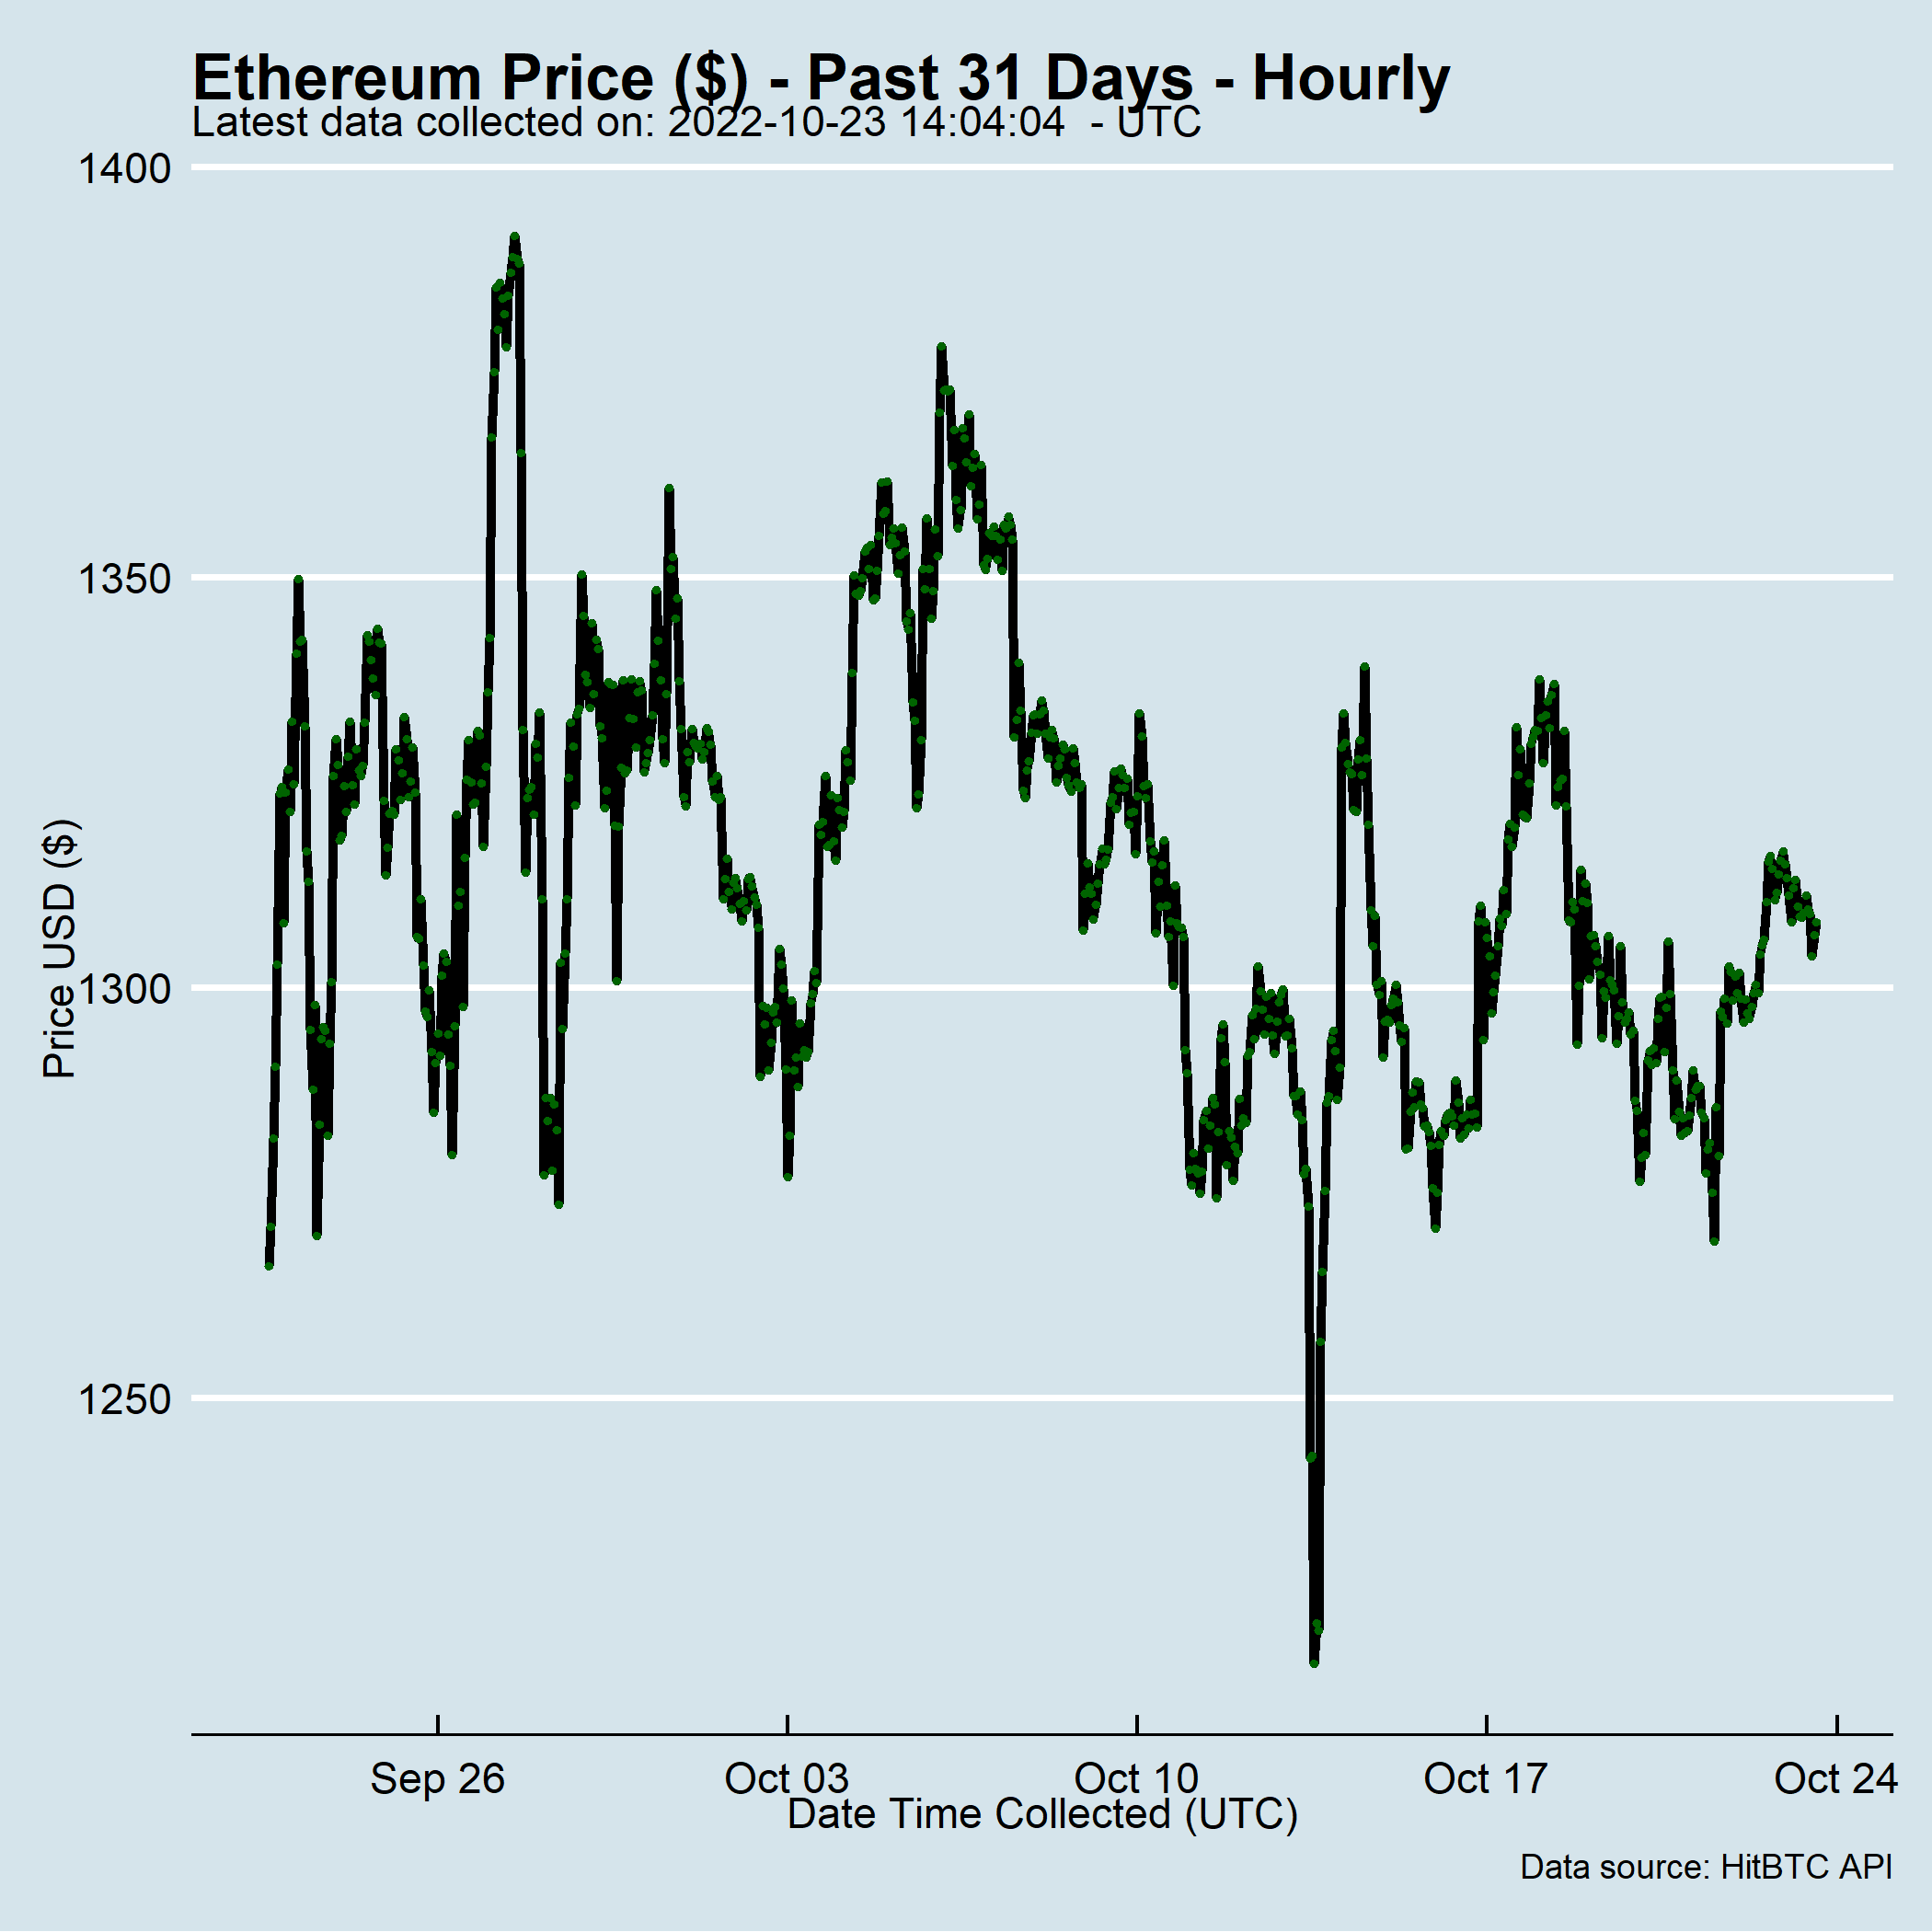 Ethereum Price ($) - Past 31 Days - Hourly
Latest data collected on: 2022-10-23 14:04:04  - UTC
1400
1350
1300
1250
Price USD ($)
Sep 26
Oct 03
Oct 10
Oct 17
Oct 24
Date Time Collected (UTC)
Data source: HitBTC API